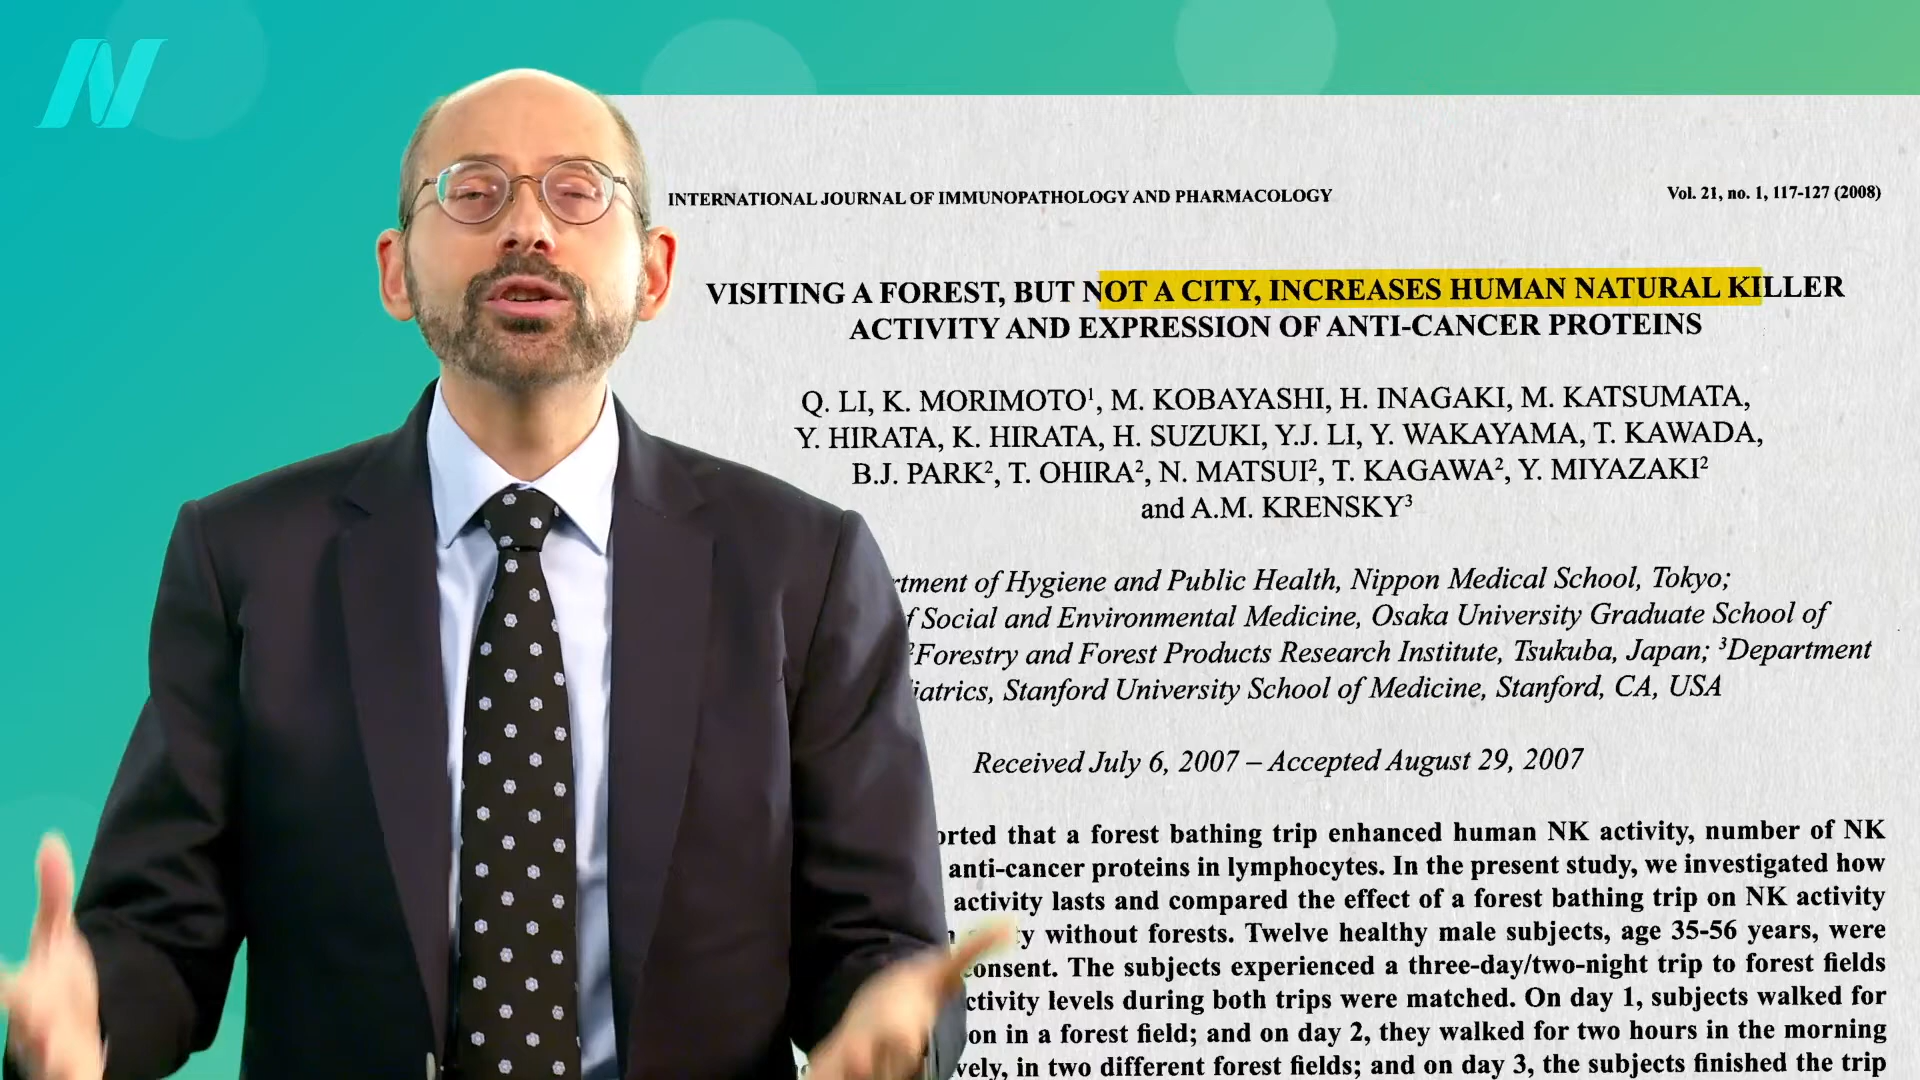 INTERNATIONAL JOURNAL OF IMMUNOPATHOLOGY AND PHARMACOLOGY
Vol. 21, no. 1, 117-127 (2008)
VISITING A FOREST, BUT NOT A CITY, INCREASES HUMAN NATURAL KILLER
ACTIVITY AND EXPRESSION OF ANTI-CANCER PROTEINS
Q. LI, K. MORIMOTO¹, M. KOBAYASHI, H. INAGAKI, M. KATSUMATA,
Y. HIRATA, K. HIRATA, H. SUZUKI, Y.J. LI, Y. WAKAYAMA, T. KAWADA,
B.J. PARK², T. OHIRA², N. MATSUI², T. KAGAWA², Y. MIYAZAKI²
and A.M. KRENSKY³
of Hygiene and Public Health, Nippon Medical School, Tokyo;
Social and Environmental Medicine, Osaka University Graduate School of
²Forestry and Forest Products Research Institute, Tsukuba, Japan; ³Department
Stanford University School of Medicine, Stanford, CA, USA
Received July 6, 2007 – Accepted August 29, 2007
that a forest bathing trip enhanced human NK activity, number of NK
anti-cancer proteins in lymphocytes. In the present study, we investigated how
activity lasts and compared the effect of a forest bathing trip on NK activity
without forests. Twelve healthy male subjects, age 35-56 years, were
consent. The subjects experienced a three-day/two-night trip to forest fields
levels during both trips were matched. On day 1, subjects walked for
in a forest field; and on day 2, they walked for two hours in the morning
in two different forest fields; and on day 3, the subjects finished the trip